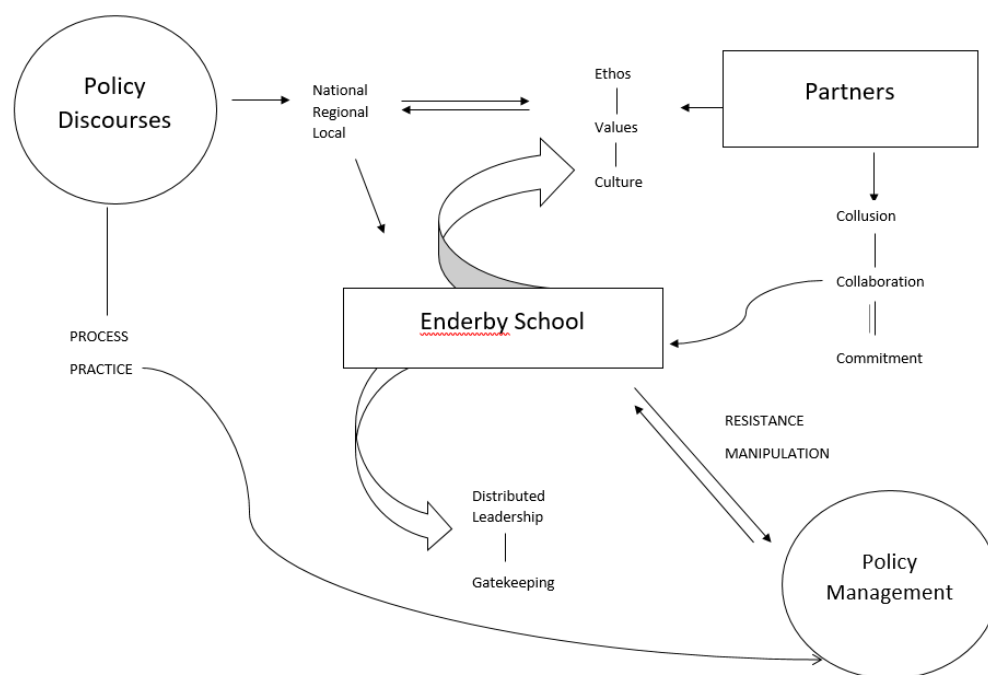 Policy
Discourses
National
Regional
Local
Ethos
Values
Culture
Partners
Collusion
Collaboration
Commitment
Enderby School
PROCESS
PRACTICE
RESISTANCE
MANIPULATION
Distributed
Leadership
Gatekeeping
Policy
Management